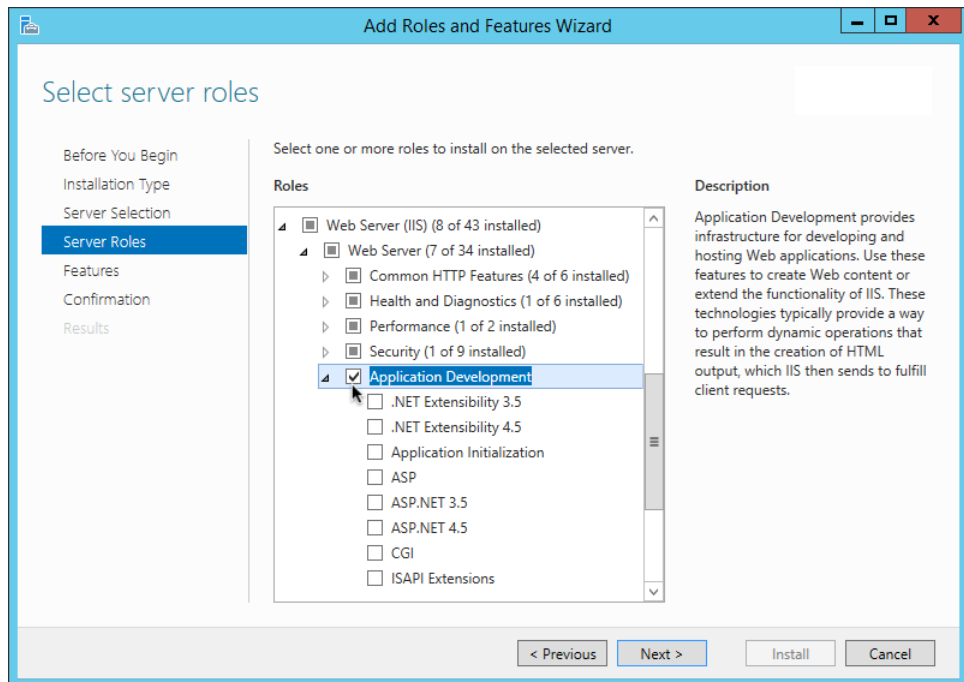 Add Roles and Features Wizard
Select server roles
Before You Begin
Installation Type
Server Selection
Server Roles
Features
Confirmation
Results
Select one or more roles to install on the selected server.
Roles
Web Server (IIS) (8 of 43 installed)
Web Server (7 of 34 installed)
Common HTTP Features (4 of 6 installed)
Health and Diagnostics (1 of 6 installed)
Performance (1 of 2 installed)
Security (1 of 9 installed)
Application Development
.NET Extensibility 3.5
.NET Extensibility 4.5
Application Initialization
ASP
ASP.NET 3.5
ASP.NET 4.5
CGI
ISAPI Extensions
Description
Application Development provides
infrastructure for developing and
hosting Web applications. Use these
features to create Web content or
extend the functionality of IIS. These
technologies typically provide a way
to perform dynamic operations that
result in the creation of HTML
output, which IIS then sends to fulfill
client requests.
< Previous
Next >
Install
Cancel